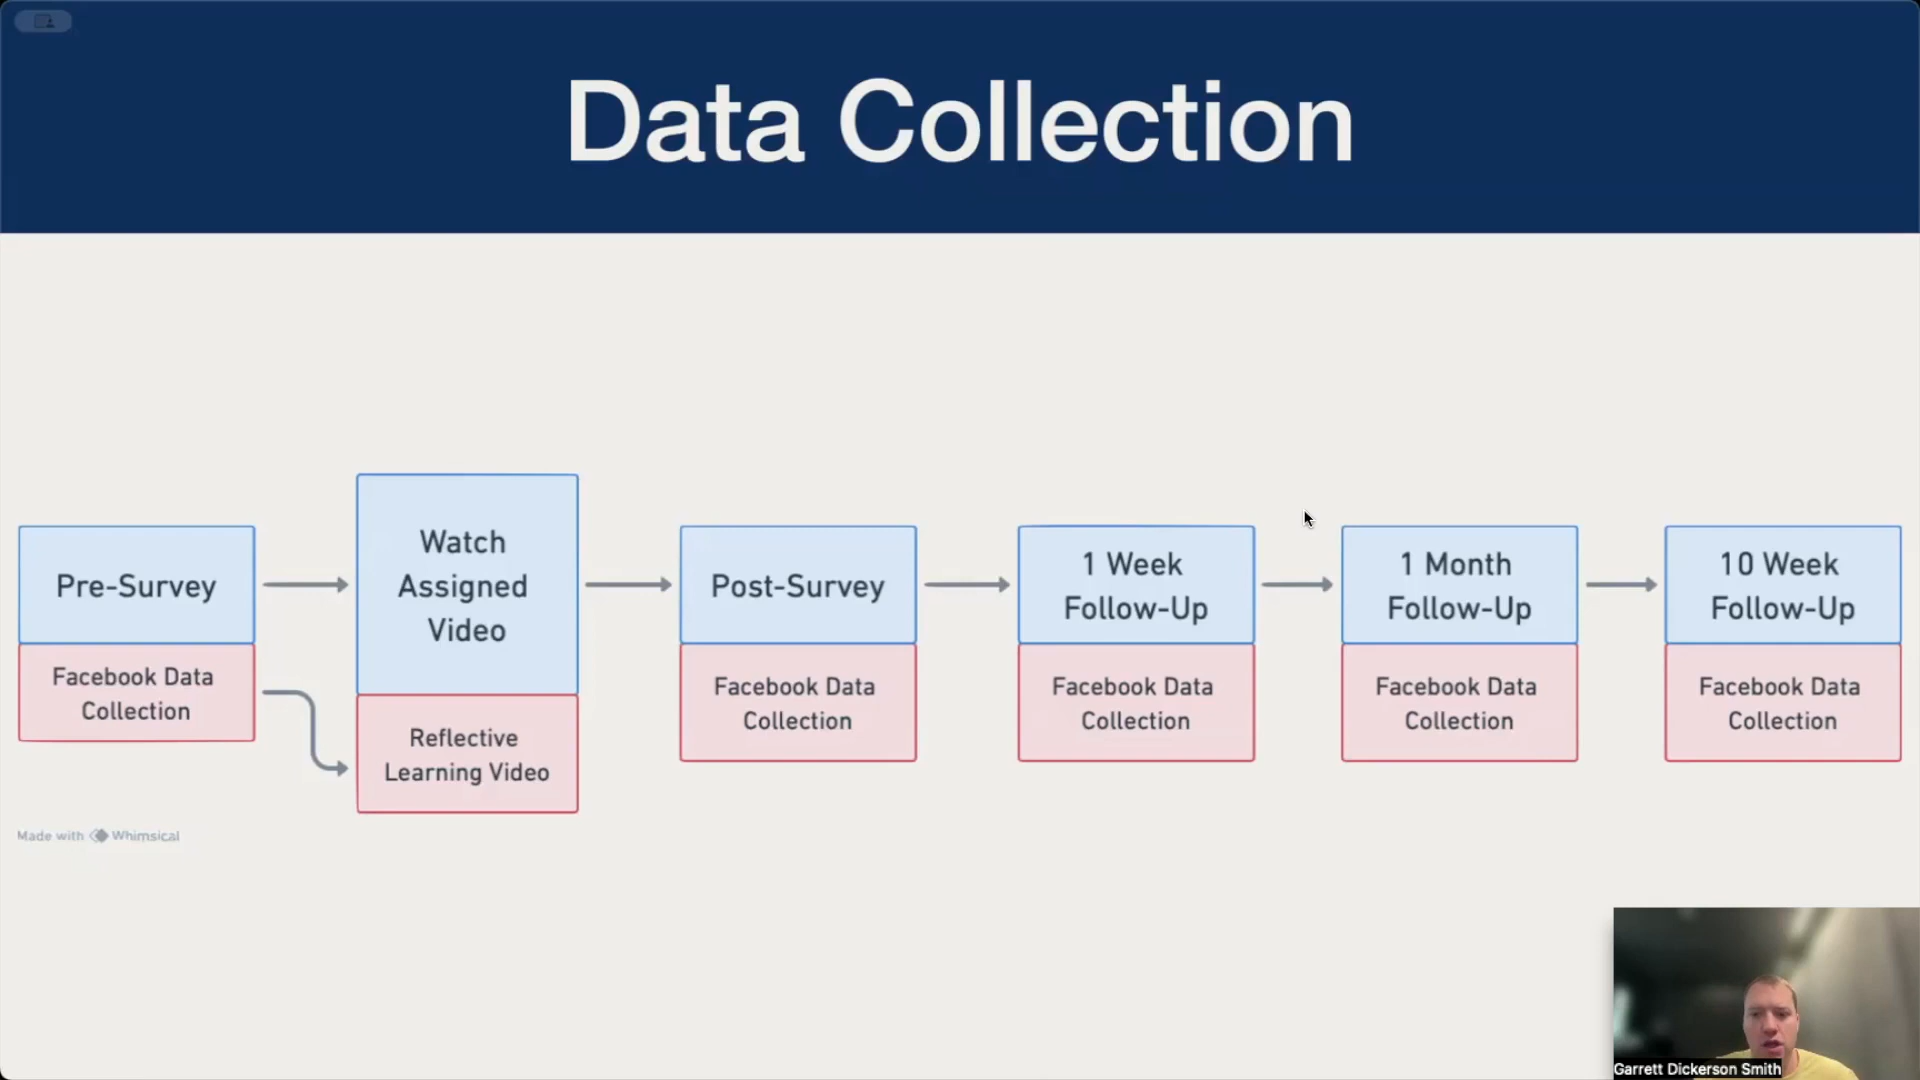 Data Collection
Pre-Survey
Facebook Data
Collection
Watch
Assigned
Video
Reflective
Learning Video
Post-Survey
Facebook Data
Collection
1 Week
Follow-Up
Facebook Data
Collection
1 Month
Follow-Up
Facebook Data
Collection
10 Week
Follow-Up
Facebook Data
Collection
Made with Whimsical
Garrett Dickerson Smith